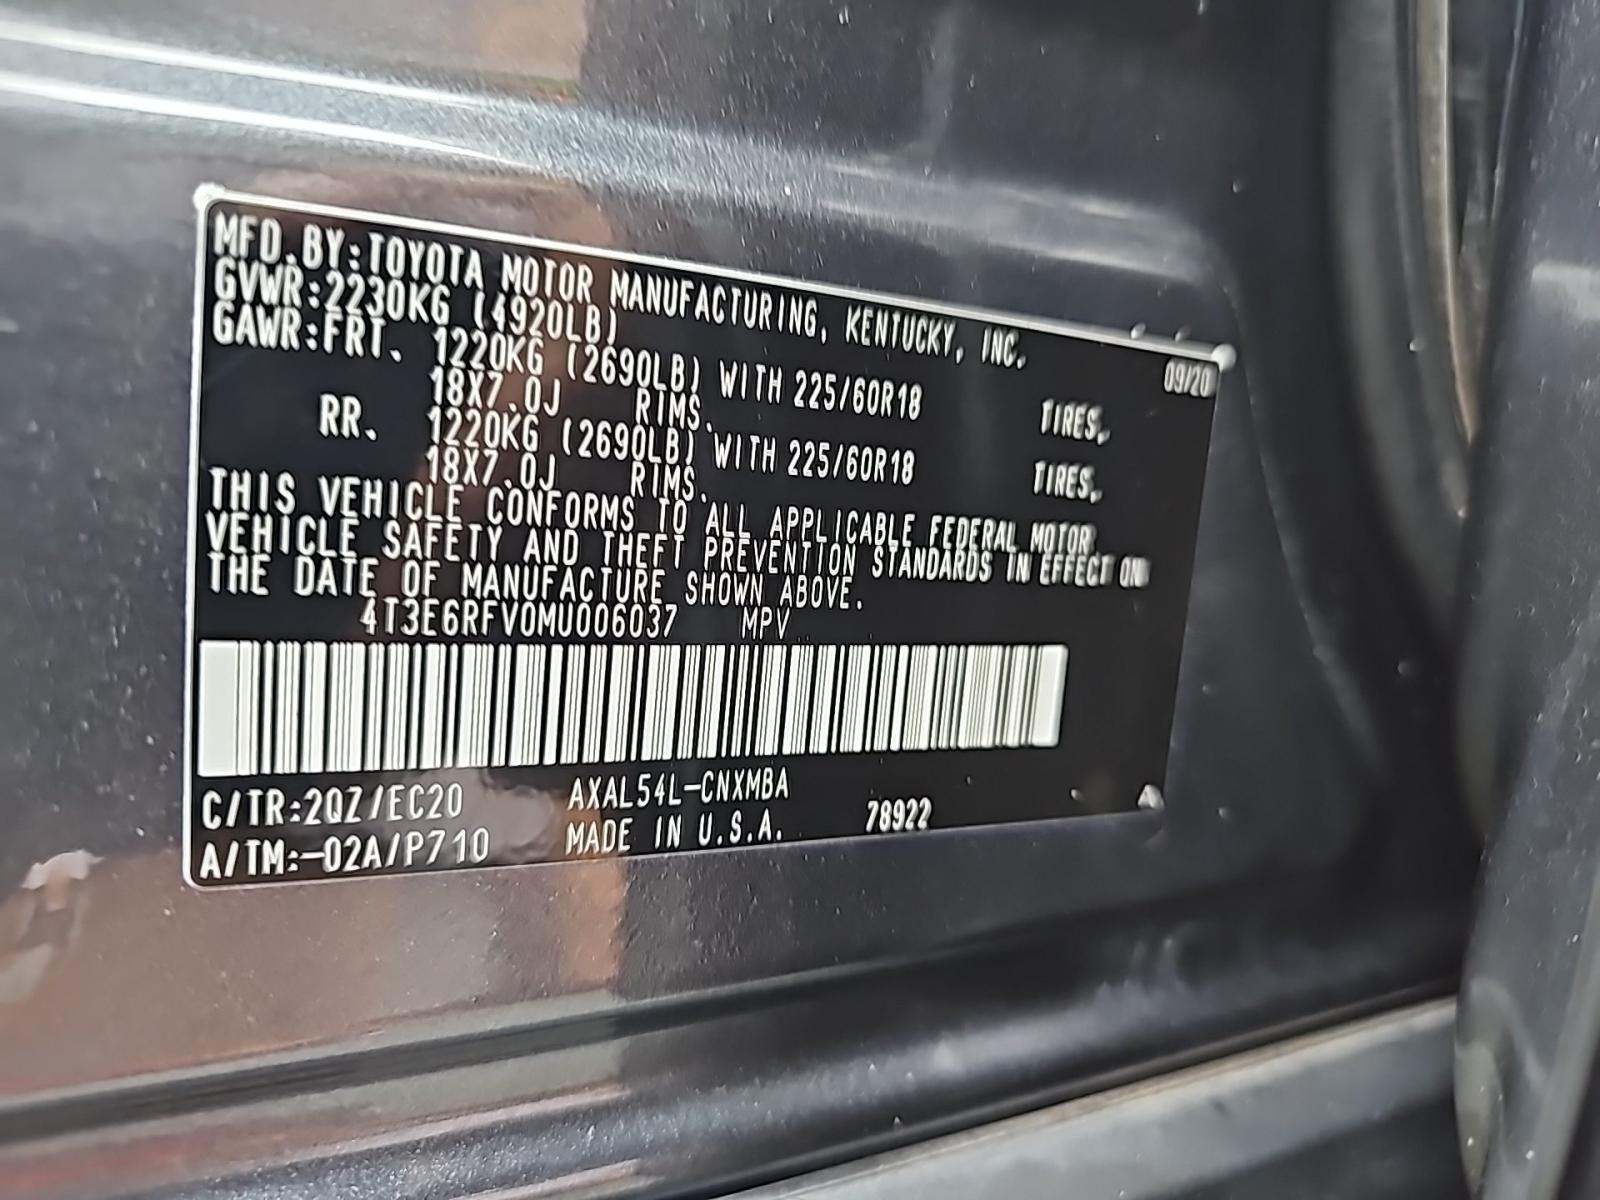 MFD. BY: TOYOTA MOTOR MANUFACTURING, KENTUCKY, INC.
GVWR: 2230KG (4920LB) 09/20
GAWR: FRT. 1220KG (2690LB) WITH 225/60R18 TIRES,
18X7.0J RIMS.
RR. 1220KG (2690LB) WITH 225/60R18 TIRES,
18X7.0J RIMS.
THIS VEHICLE CONFORMS TO ALL APPLICABLE FEDERAL MOTOR
VEHICLE SAFETY AND THEFT PREVENTION STANDARDS IN EFFECT ON
THE DATE OF MANUFACTURE SHOWN ABOVE.
4T3E6RFV0MU006037 MPV
C/TR:2QZ/EC20 AXAL54L-CNXMBA
A/TM:-02A/P710 MADE IN U.S.A. 78922